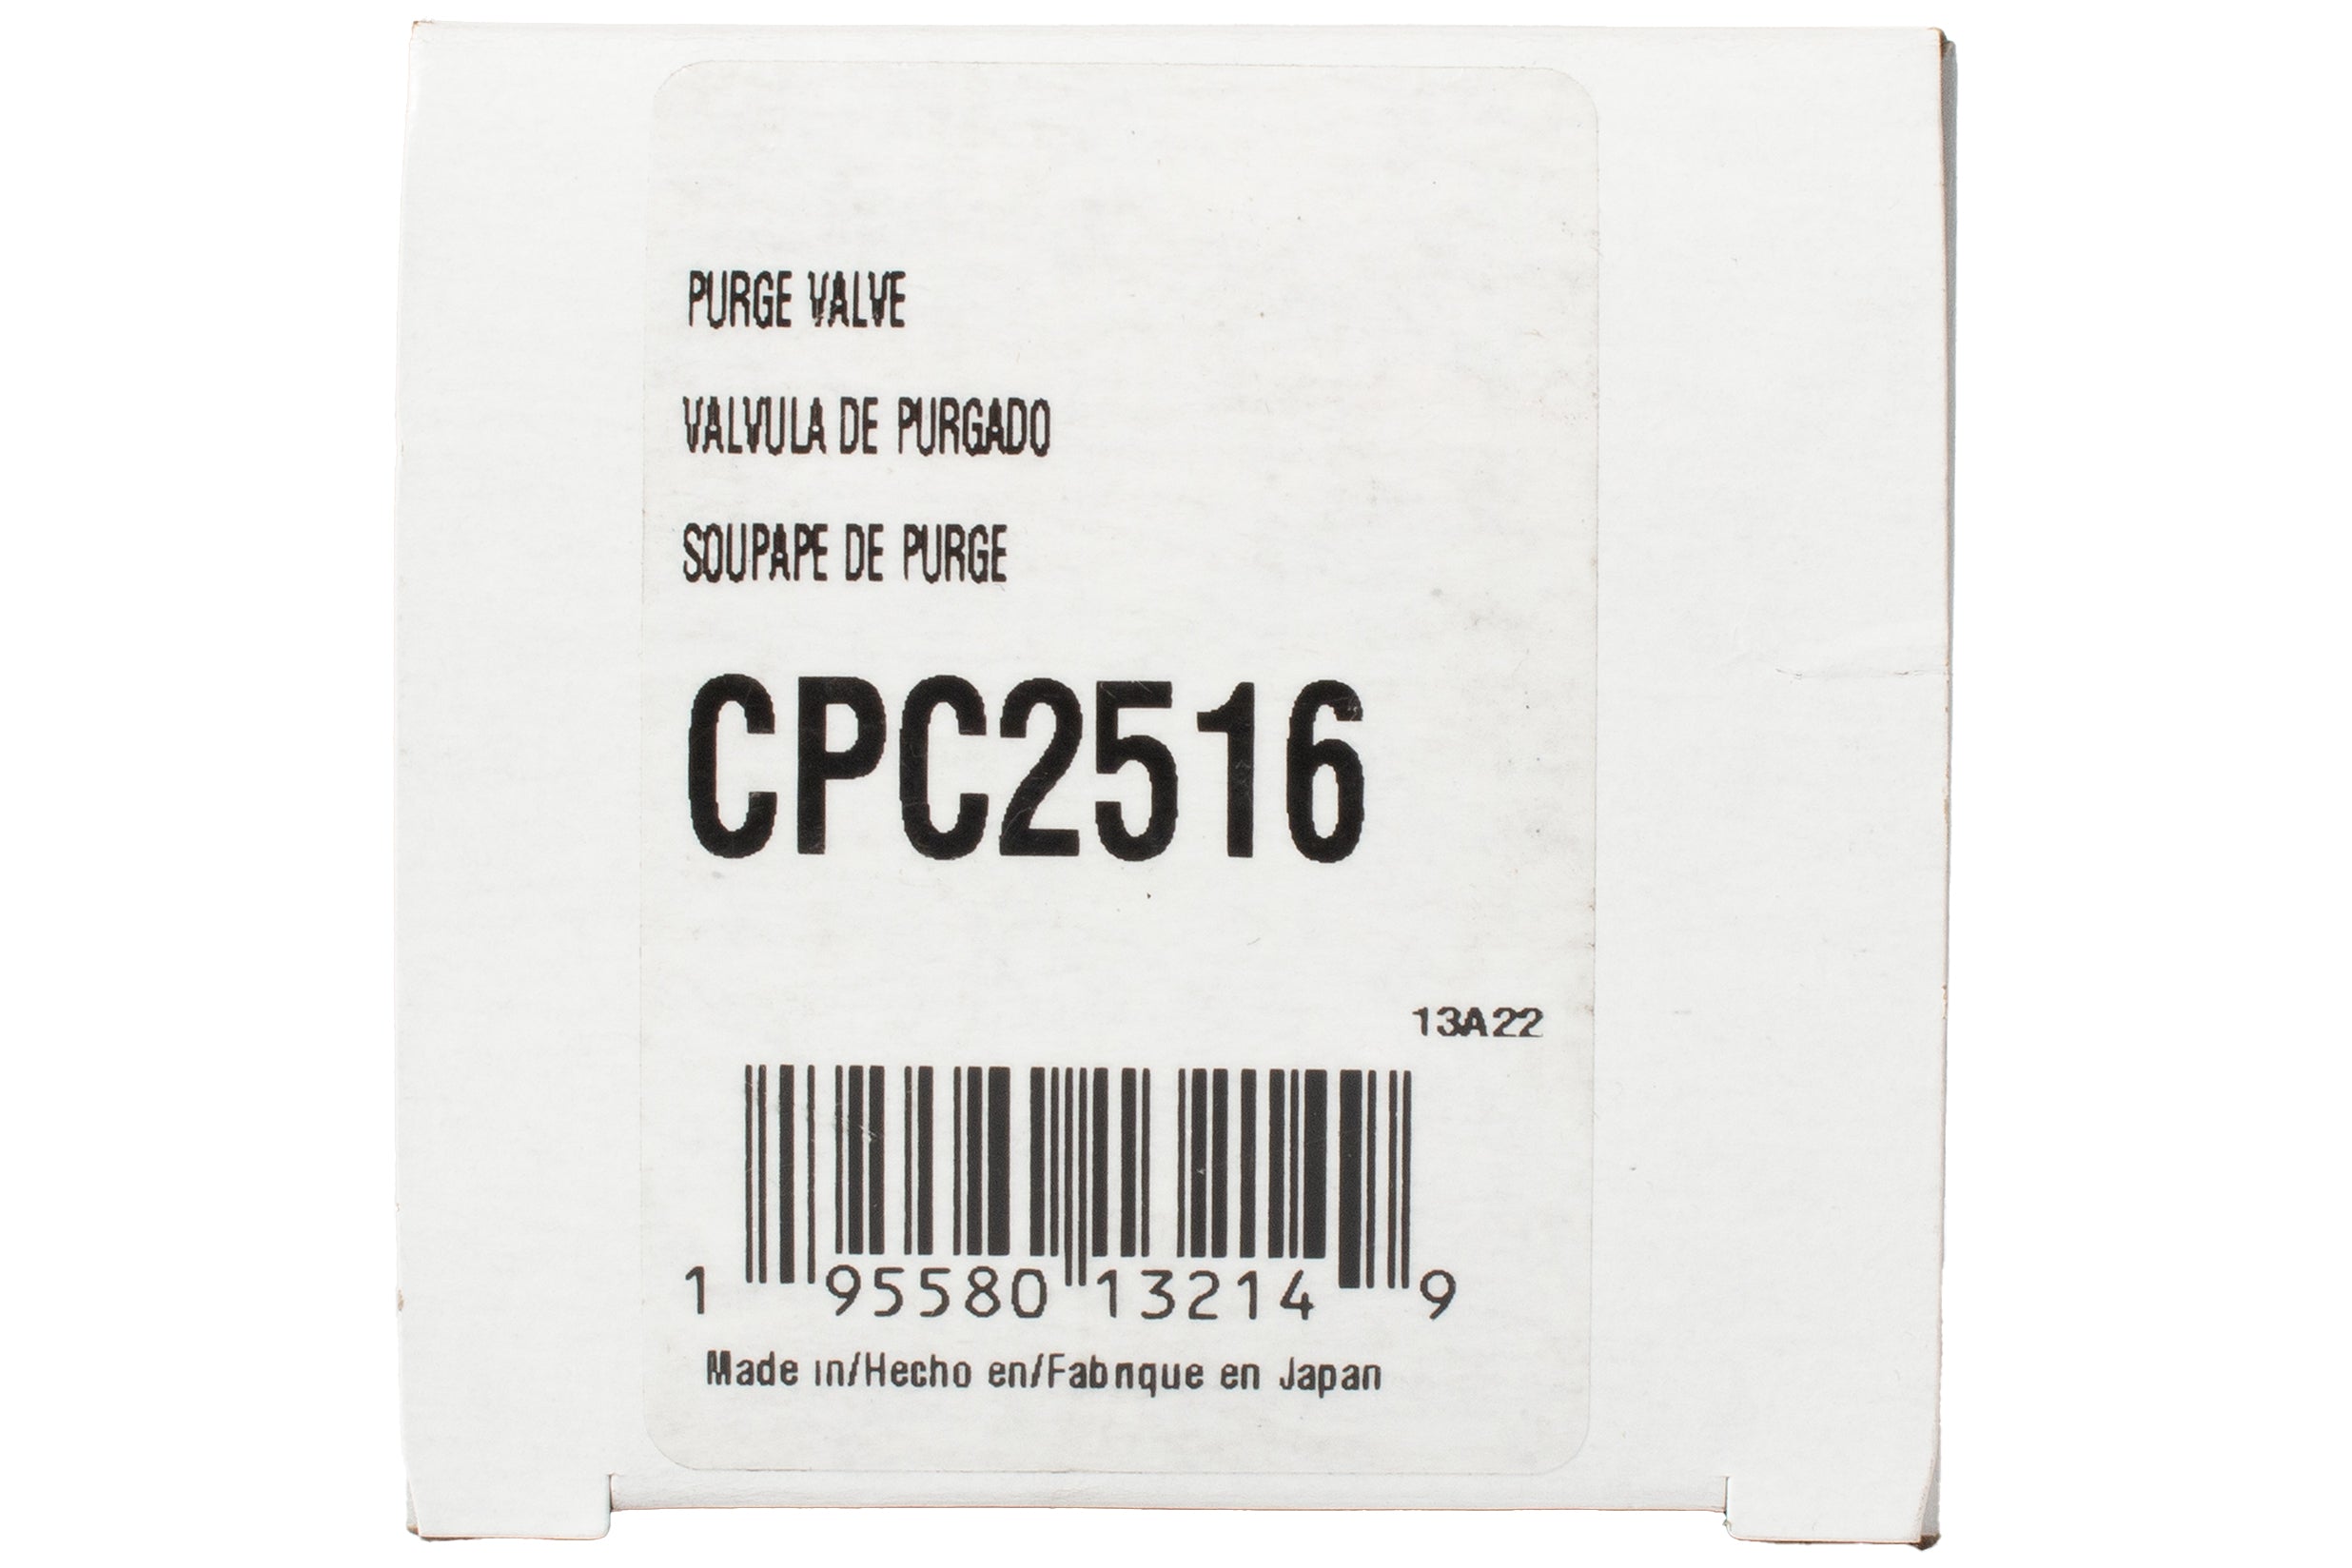 PURGE VALVE
VALVULA DE PURGADO
SOUPAPE DE PURGE
CPC2516
13A22
1 95580 13214 9
Made in/Hecho en/Fabrique en Japan